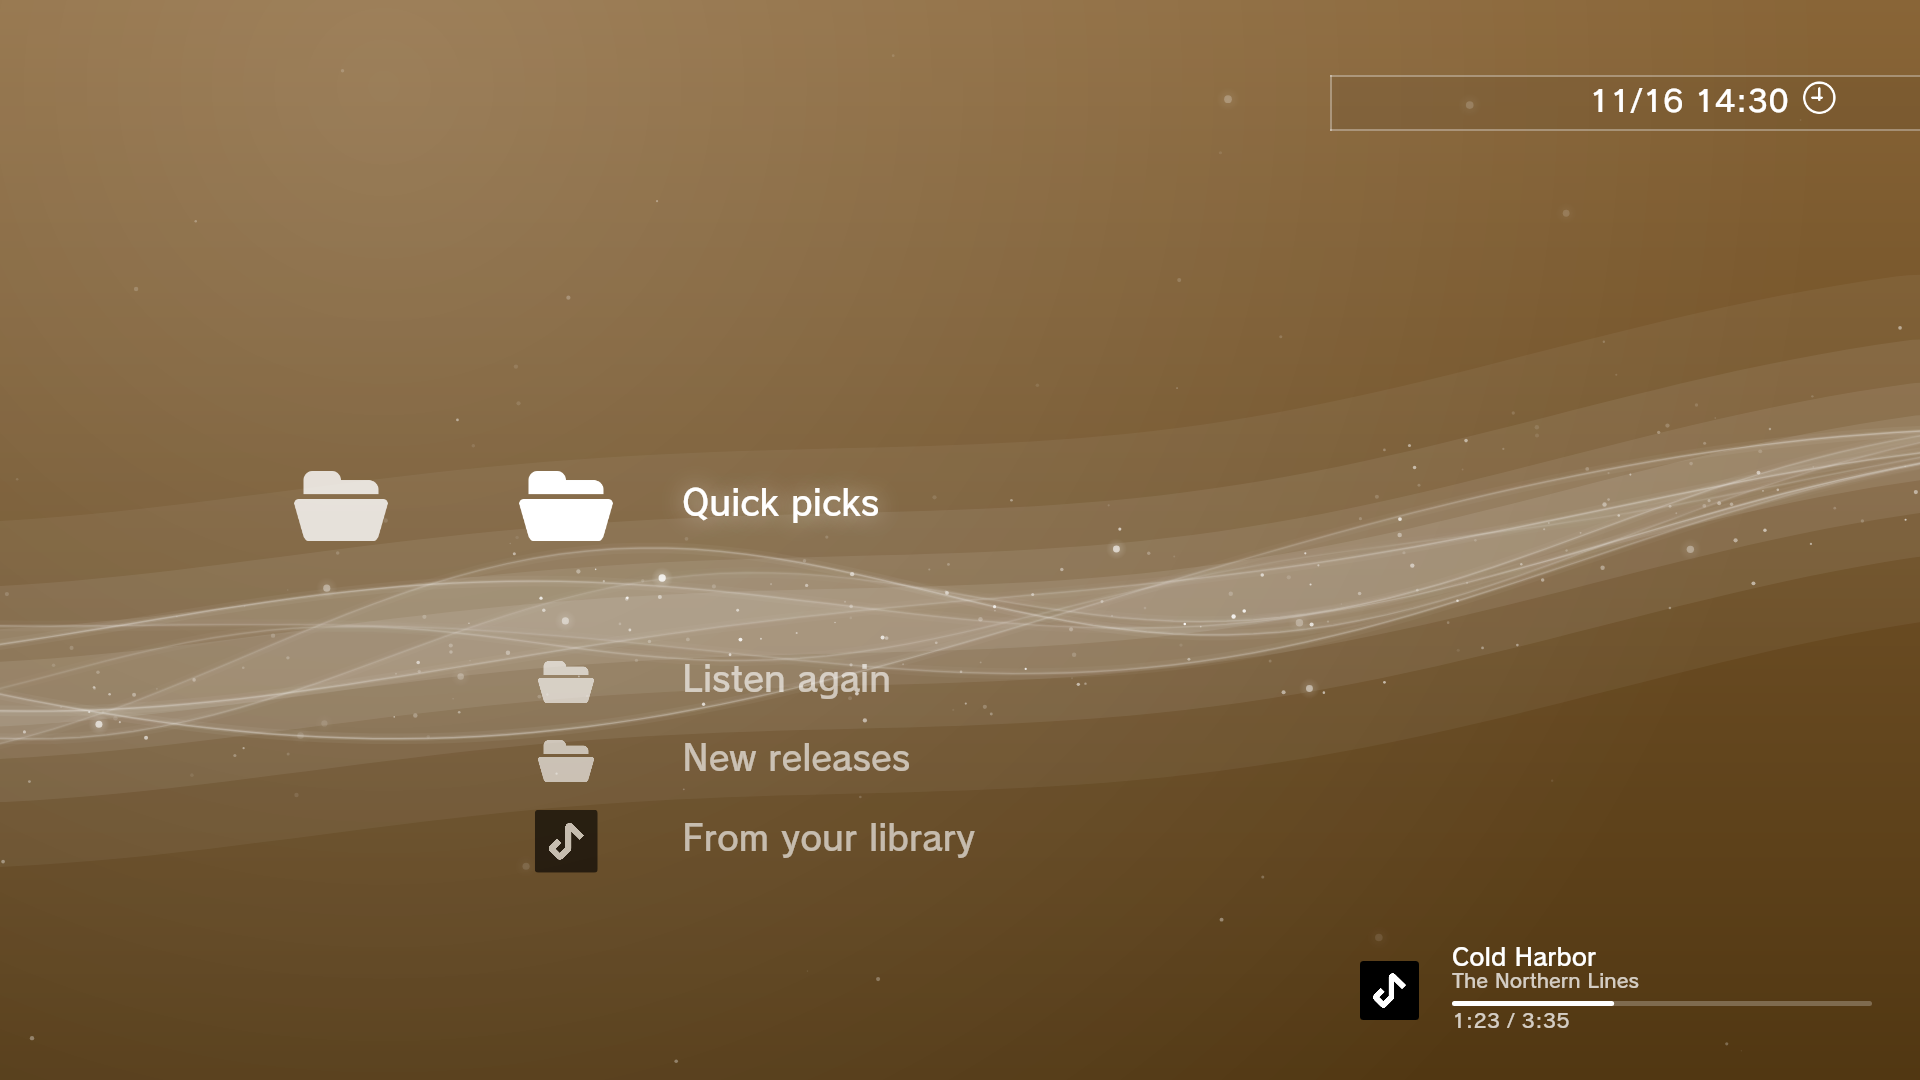 11/16 14:30
Quick picks
Listen again
New releases
From your library
Cold Harbor
The Northern Lines
1:23 / 3:35